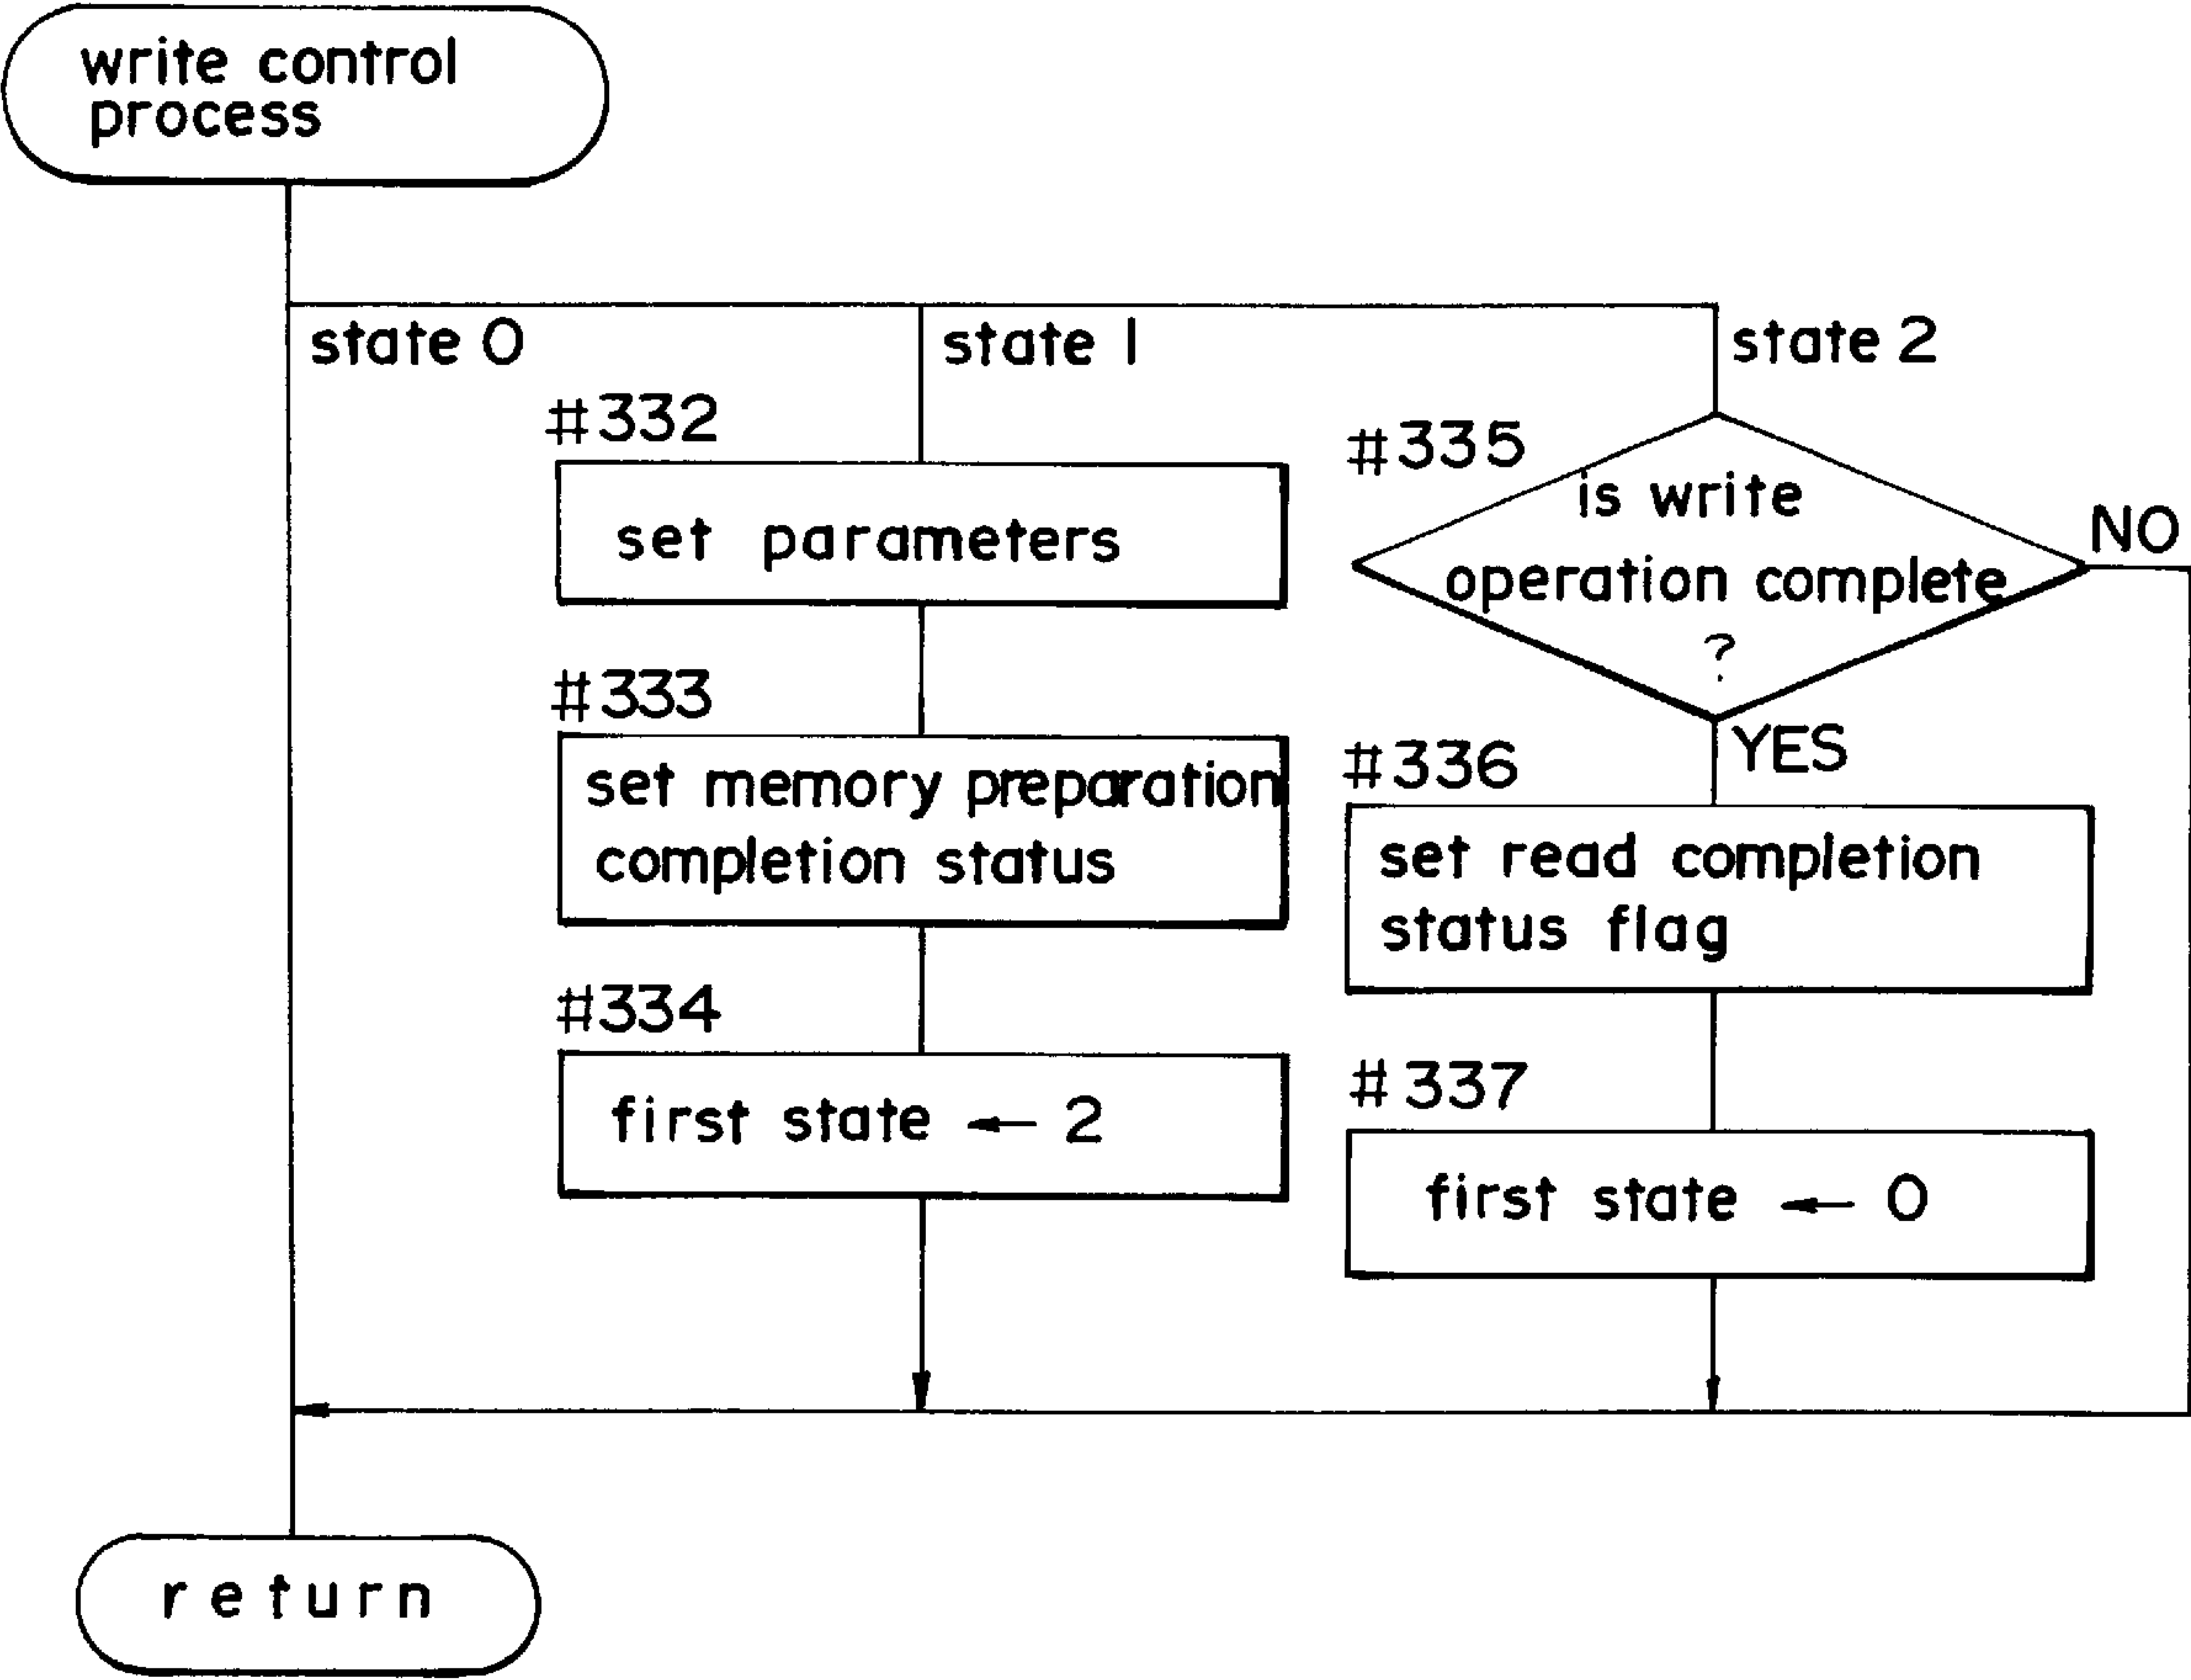 write control
process
state 0
state 1
state 2
#332
set parameters
#333
set memory preparation
completion status
#334
first state ← 2
#335
is write
operation complete
?
NO
YES
#336
set read completion
status flag
#337
first state ← 0
return